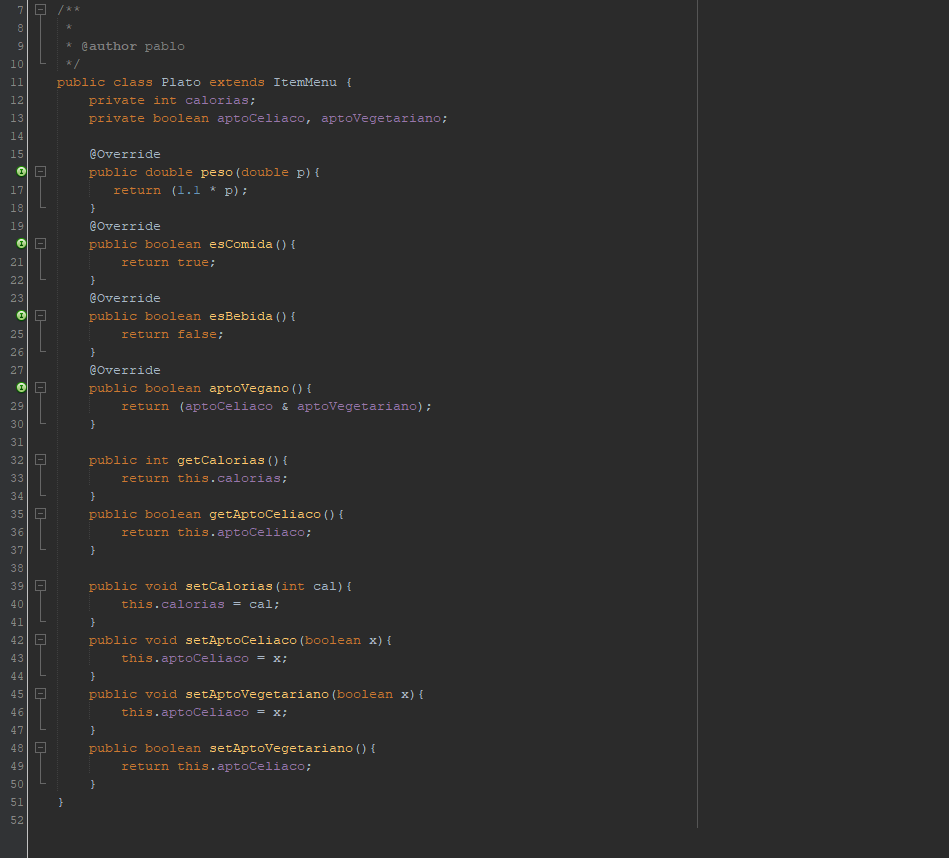 7 /**
8 *
9 * @author pablo
10 */
11 public class Plato extends ItemMenu {
12 private int calorias;
13 private boolean aptoCeliaco, aptoVegetariano;
14
15 @Override
public double peso(double p){
17 return (1.1 * p);
18 }
19 @Override
public boolean esComida(){
21 return true;
22 }
23 @Override
public boolean esBebida(){
25 return false;
26 }
27 @Override
public boolean aptoVegano(){
29 return (aptoCeliaco & aptoVegetariano);
30 }
31
32 public int getCalorias(){
33 return this.calorias;
34 }
35 public boolean getAptoCeliaco(){
36 return this.aptoCeliaco;
37 }
38
39 public void setCalorias(int cal){
40 this.calorias = cal;
41 }
42 public void setAptoCeliaco(boolean x){
43 this.aptoCeliaco = x;
44 }
45 public void setAptoVegetariano(boolean x){
46 this.aptoCeliaco = x;
47 }
48 public boolean setAptoVegetariano(){
49 return this.aptoCeliaco;
50 }
51 }
52